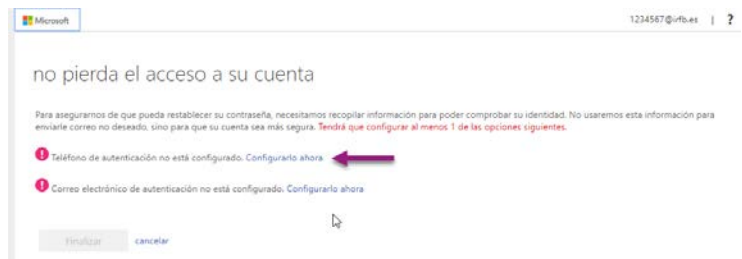 Microsoft
1234567@irfb.es | ?
no pierda el acceso a su cuenta
Para asegurarnos de que pueda restablecer su contraseña, necesitamos recopilar información para poder comprobar su identidad. No usaremos esta información para
enviarle correo no deseado, sino para que su cuenta sea más segura. Tendrá que configurar al menos 1 de las opciones siguientes.
Teléfono de autenticación no está configurado. Configurarlo ahora
Correo electrónico de autenticación no está configurado. Configurarlo ahora
Finalizar cancelar